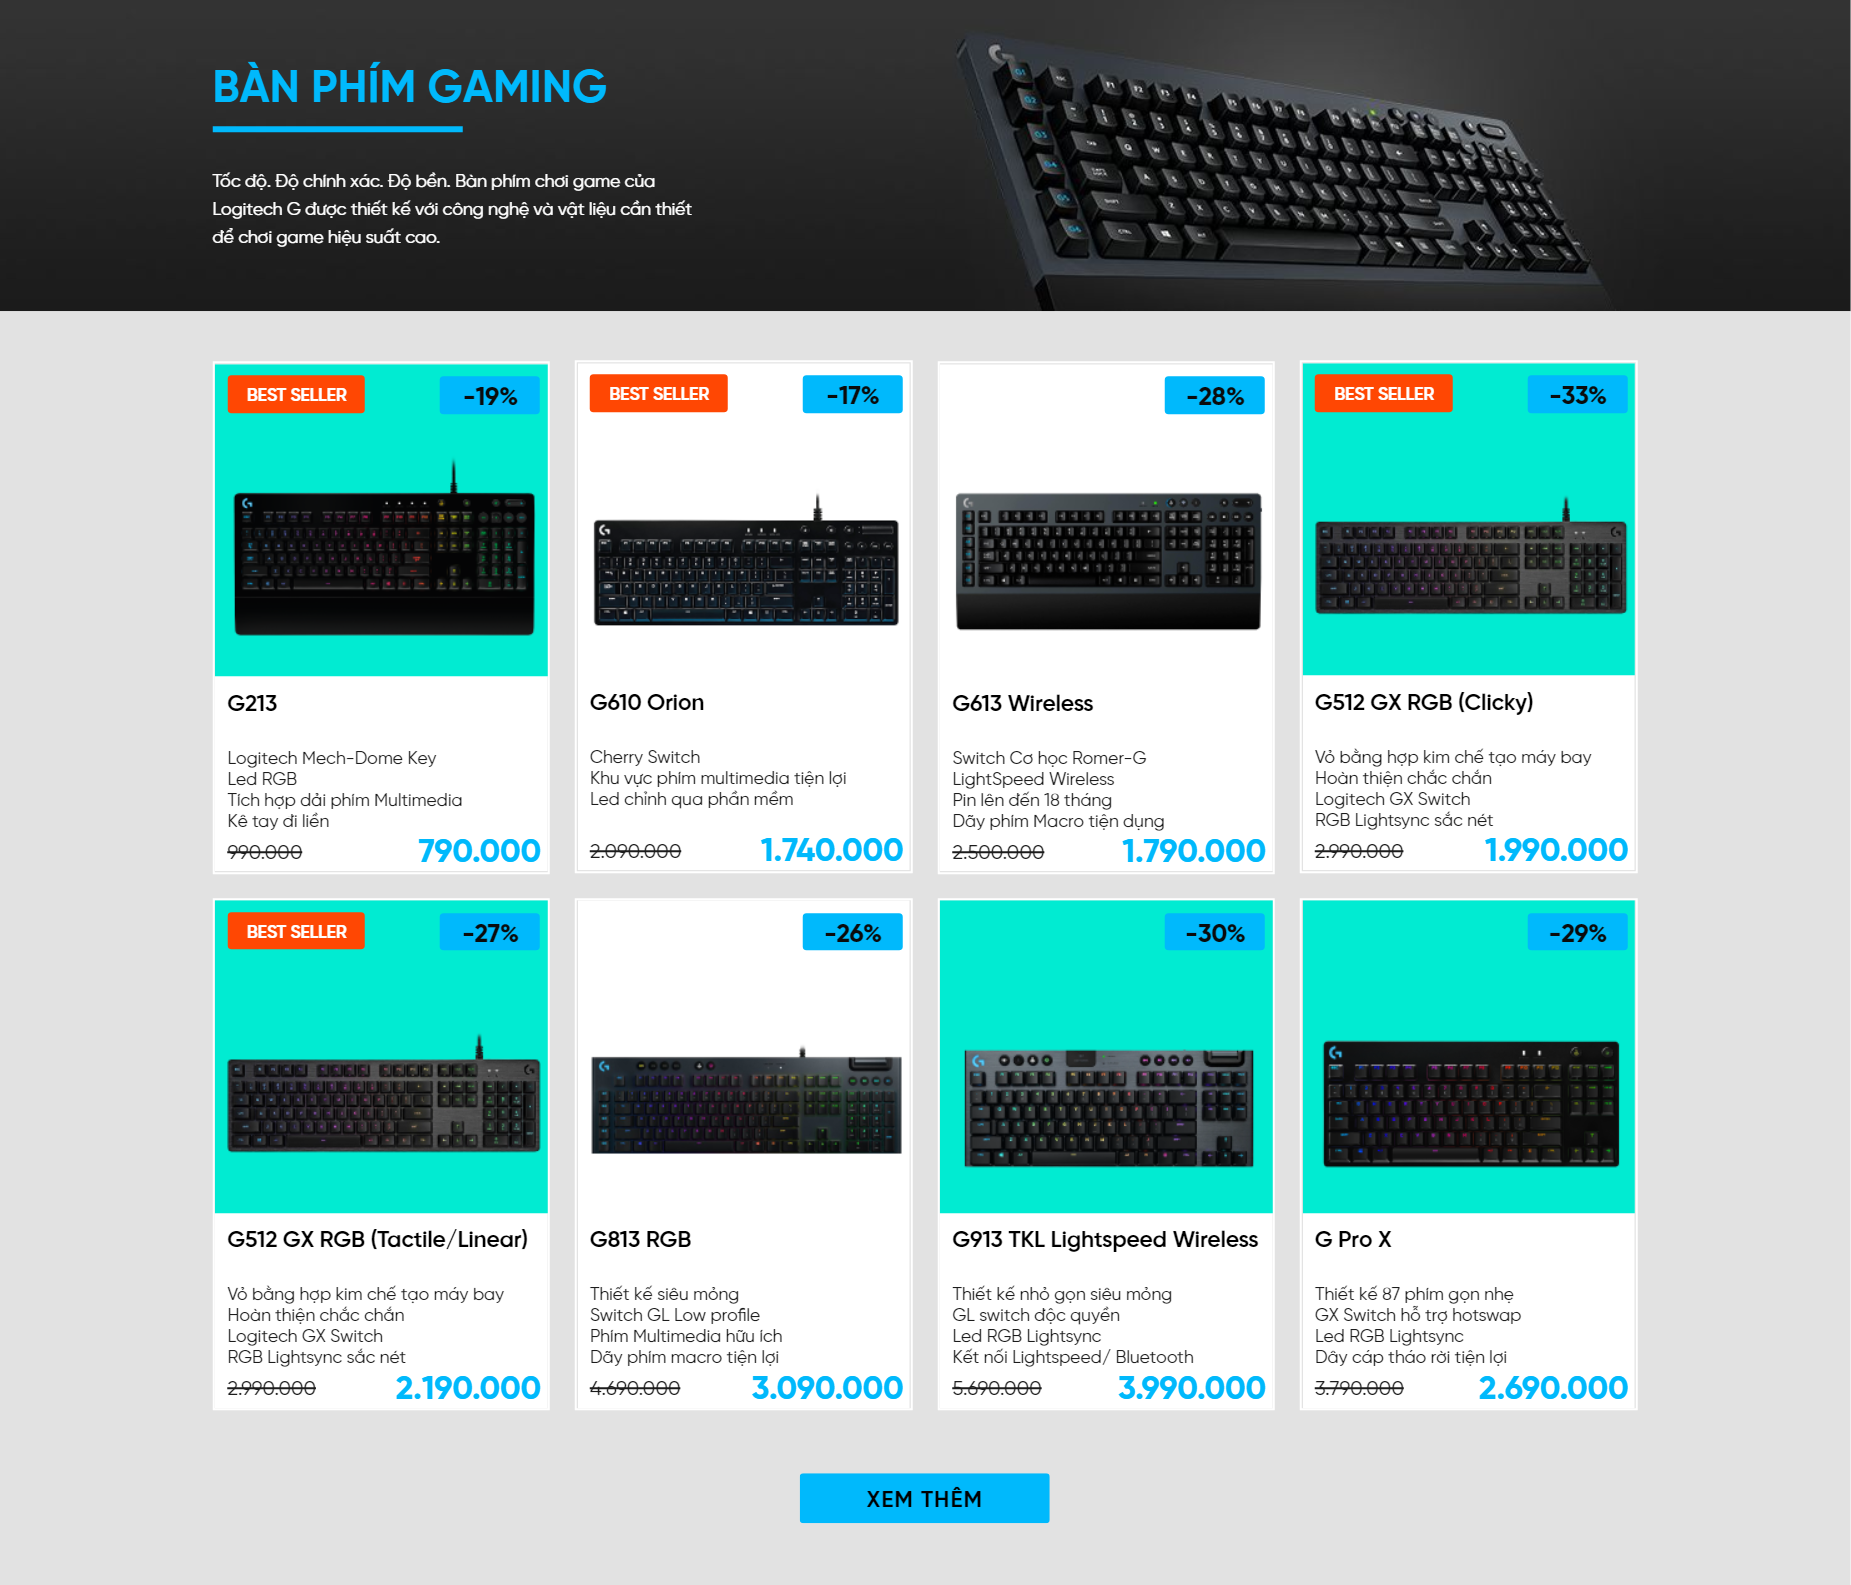 BÀN PHÍM GAMING
Tốc độ. Độ chính xác. Độ bền. Bàn phím chơi game của
Logitech G được thiết kế với công nghệ và vật liệu cần thiết
để chơi game hiệu suất cao.
BEST SELLER
-19%
G213
Logitech Mech-Dome Key
Led RGB
Tích hợp dải phím Multimedia
Kê tay đi liền
990.000 790.000
BEST SELLER
-17%
G610 Orion
Cherry Switch
Khu vực phím multimedia tiện lợi
Led chỉnh qua phần mềm
2.090.000 1.740.000
-28%
G613 Wireless
Switch Cơ học Romer-G
LightSpeed Wireless
Pin lên đến 18 tháng
Dãy phím Macro tiện dụng
2.500.000 1.790.000
BEST SELLER
-33%
G512 GX RGB (Clicky)
Vỏ bằng hợp kim chế tạo máy bay
Hoàn thiện chắc chắn
Logitech GX Switch
RGB Lightsync sắc nét
2.990.000 1.990.000
BEST SELLER
-27%
G512 GX RGB (Tactile/Linear)
Vỏ bằng hợp kim chế tạo máy bay
Hoàn thiện chắc chắn
Logitech GX Switch
RGB Lightsync sắc nét
2.990.000 2.190.000
-26%
G813 RGB
Thiết kế siêu mỏng
Switch GL Low profile
Phím Multimedia hữu ích
Dãy phím macro tiện lợi
4.690.000 3.090.000
-30%
G913 TKL Lightspeed Wireless
Thiết kế nhỏ gọn siêu mỏng
GL switch độc quyền
Led RGB Lightsync
Kết nối Lightspeed/ Bluetooth
5.690.000 3.990.000
-29%
G Pro X
Thiết kế 87 phím gọn nhẹ
GX Switch hỗ trợ hotswap
Led RGB Lightsync
Dây cáp tháo rời tiện lợi
3.790.000 2.690.000
XEM THÊM